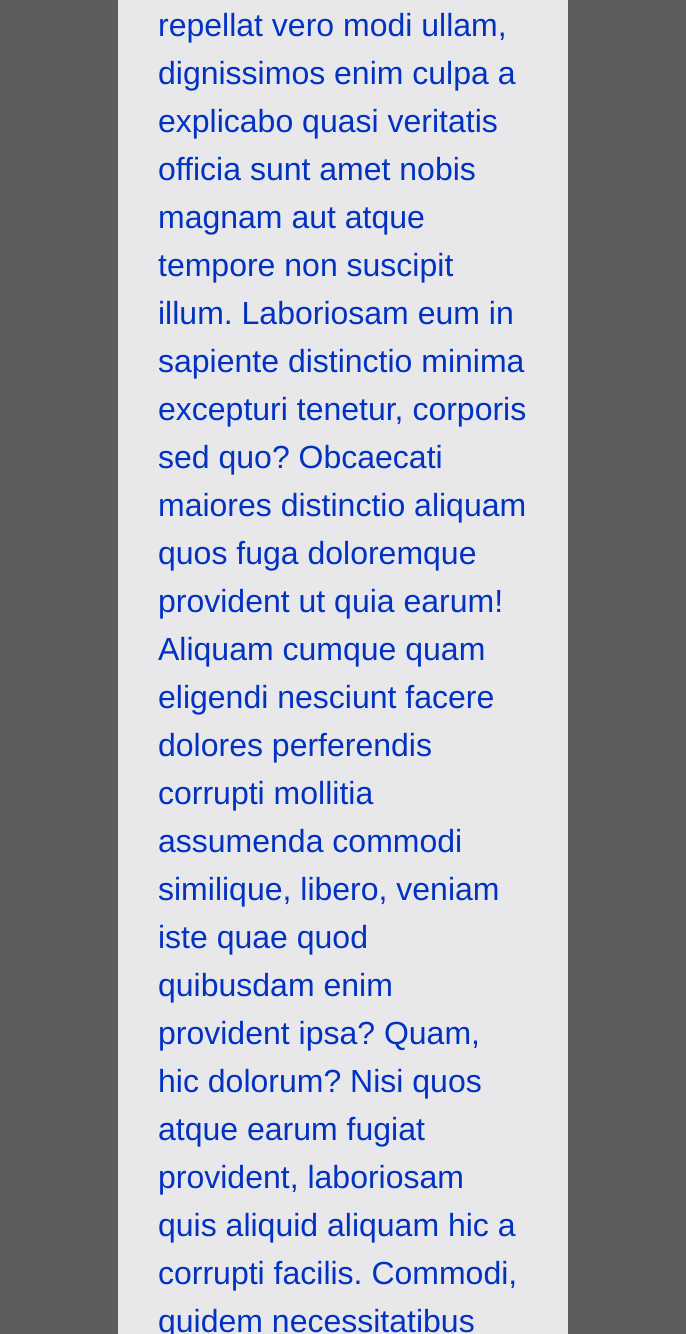 repellat vero modi ullam,
dignissimos enim culpa a
explicabo quasi veritatis
officia sunt amet nobis
magnam aut atque
tempore non suscipit
illum. Laboriosam eum in
sapiente distinctio minima
excepturi tenetur, corporis
sed quo? Obcaecati
maiores distinctio aliquam
quos fuga doloremque
provident ut quia earum!
Aliquam cumque quam
eligendi nesciunt facere
dolores perferendis
corrupti mollitia
assumenda commodi
similique, libero, veniam
iste quae quod
quibusdam enim
provident ipsa? Quam,
hic dolorum? Nisi quos
atque earum fugiat
provident, laboriosam
quis aliquid aliquam hic a
corrupti facilis. Commodi,
quidem necessitatibus